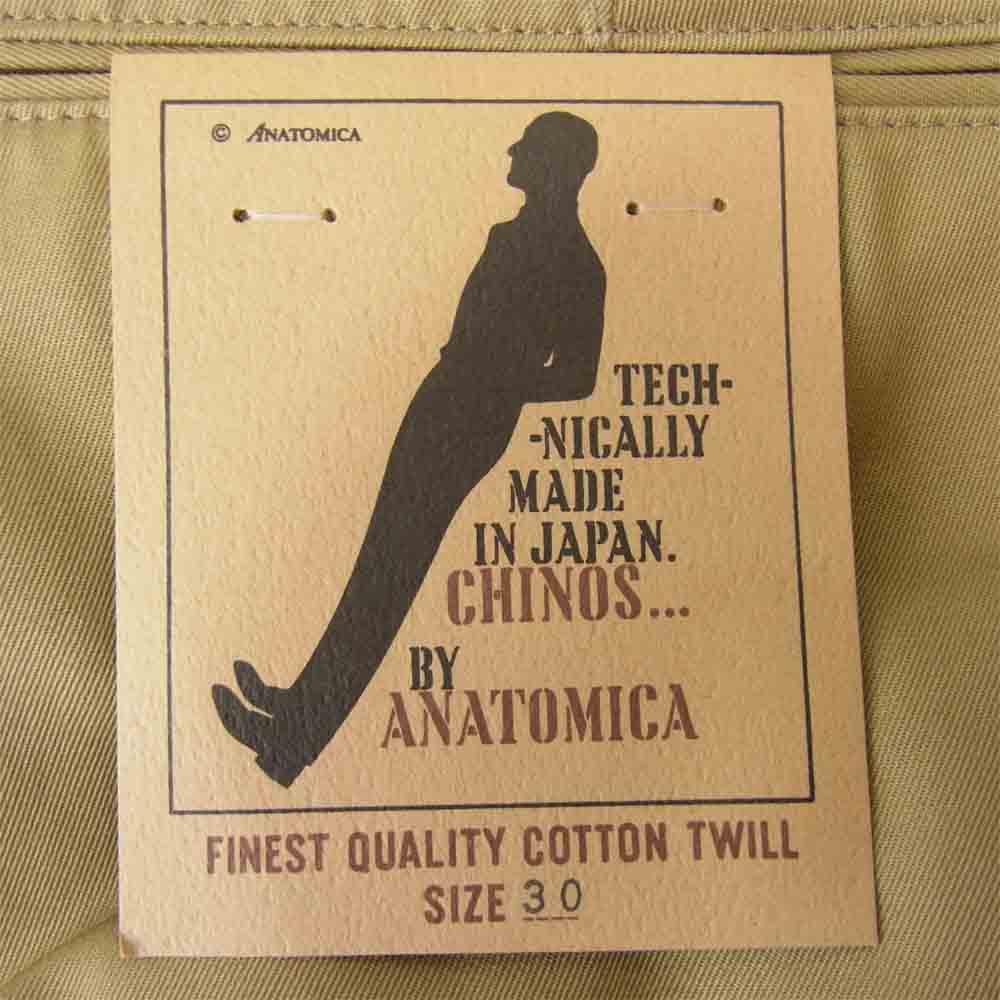 © ANATOMICA
TECH-
-NICALLY
MADE
IN JAPAN.
CHINOS...
BY
ANATOMICA
FINEST QUALITY COTTON TWILL
SIZE 30